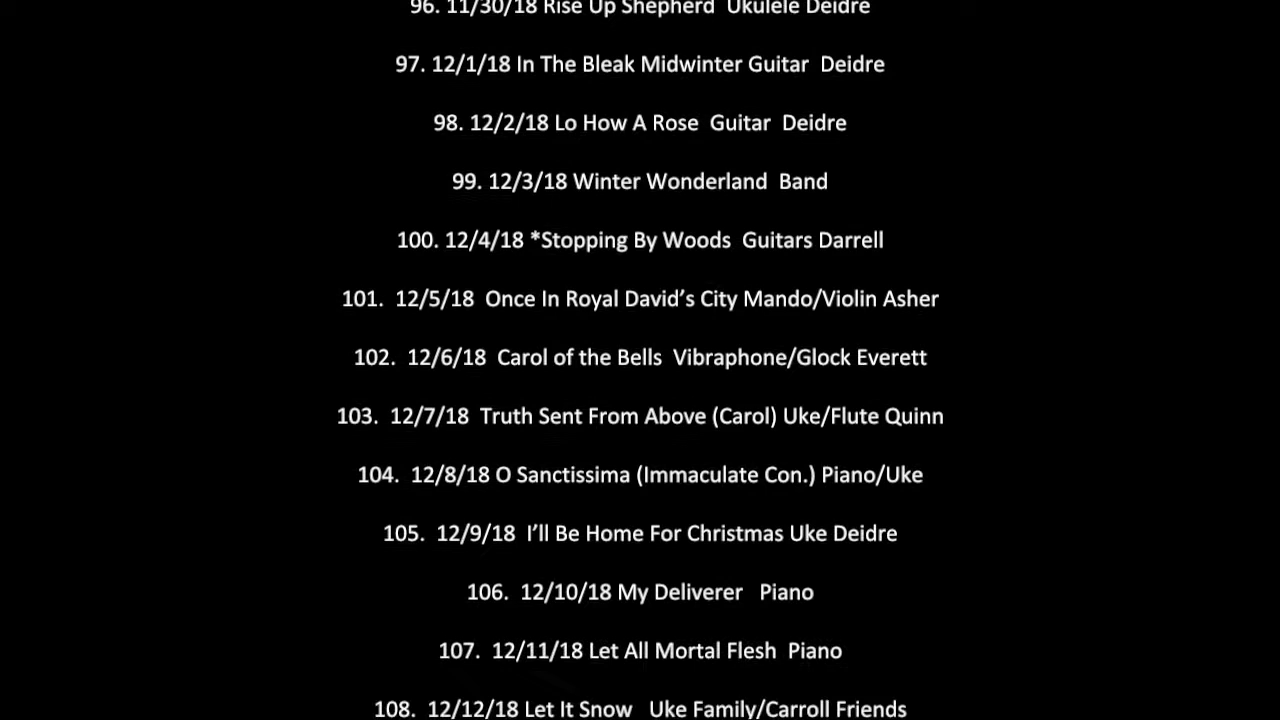 96. 11/30/18 Rise Up Shepherd  Ukulele Deidre
97. 12/1/18 In The Bleak Midwinter Guitar  Deidre
98. 12/2/18 Lo How A Rose  Guitar  Deidre
99. 12/3/18 Winter Wonderland  Band
100. 12/4/18 *Stopping By Woods  Guitars Darrell
101.  12/5/18  Once In Royal David’s City Mando/Violin Asher
102.  12/6/18  Carol of the Bells  Vibraphone/Glock Everett
103.  12/7/18  Truth Sent From Above (Carol) Uke/Flute Quinn
104.  12/8/18 O Sanctissima (Immaculate Con.) Piano/Uke
105.  12/9/18  I’ll Be Home For Christmas Uke Deidre
106.  12/10/18 My Deliverer   Piano
107.  12/11/18 Let All Mortal Flesh  Piano
108.  12/12/18 Let It Snow   Uke Family/Carroll Friends